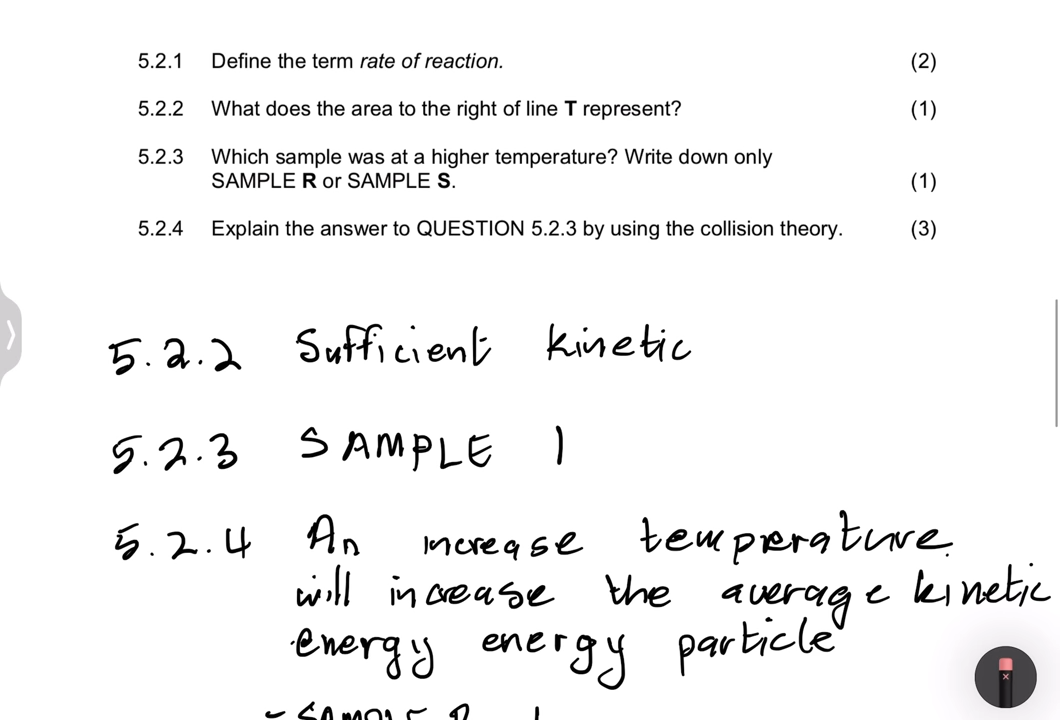 5.2.1 Define the term rate of reaction. (2)
5.2.2 What does the area to the right of line T represent? (1)
5.2.3 Which sample was at a higher temperature? Write down only
SAMPLE R or SAMPLE S. (1)
5.2.4 Explain the answer to QUESTION 5.2.3 by using the collision theory. (3)
5.2.2 Sufficient kinetic
5.2.3 SAMPLE
5.2.4 An increase temperature
will increase the average kinetic
energy energy particle
- SAMPLE R